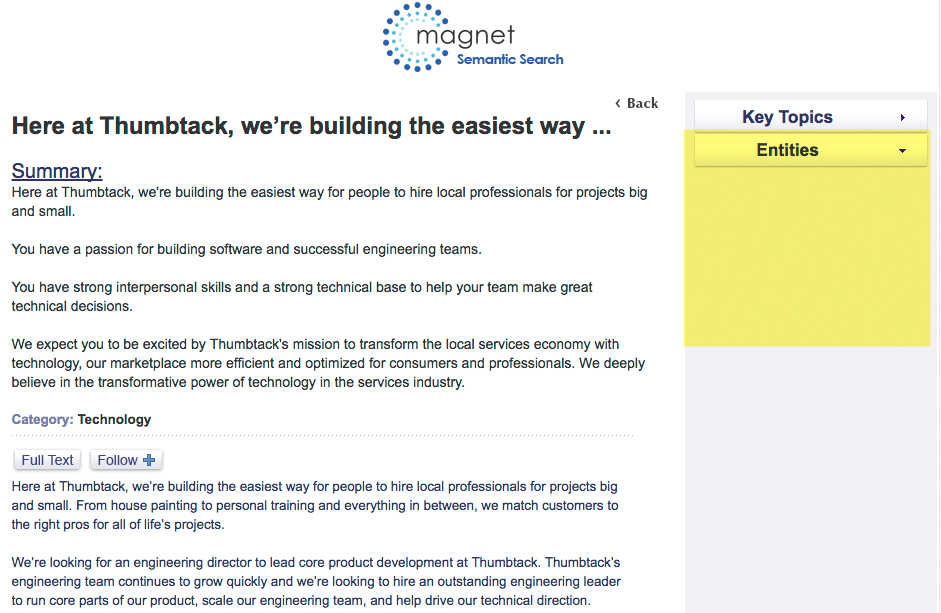 magnet
Semantic Search
‹ Back
Here at Thumbtack, we’re building the easiest way ...
Summary:
Here at Thumbtack, we're building the easiest way for people to hire local professionals for projects big
and small.
You have a passion for building software and successful engineering teams.
You have strong interpersonal skills and a strong technical base to help your team make great
technical decisions.
We expect you to be excited by Thumbtack's mission to transform the local services economy with
technology, our marketplace more efficient and optimized for consumers and professionals. We deeply
believe in the transformative power of technology in the services industry.
Category: Technology
Full Text Follow
Here at Thumbtack, we’re building the easiest way for people to hire local professionals for projects big
and small. From house painting to personal training and everything in between, we match customers to
the right pros for all of life’s projects.
We’re looking for an engineering director to lead core product development at Thumbtack. Thumbtack’s
engineering team continues to grow quickly and we’re looking to hire an outstanding engineering leader
to run core parts of our product, scale our engineering team, and help drive our technical direction.
Key Topics
Entities